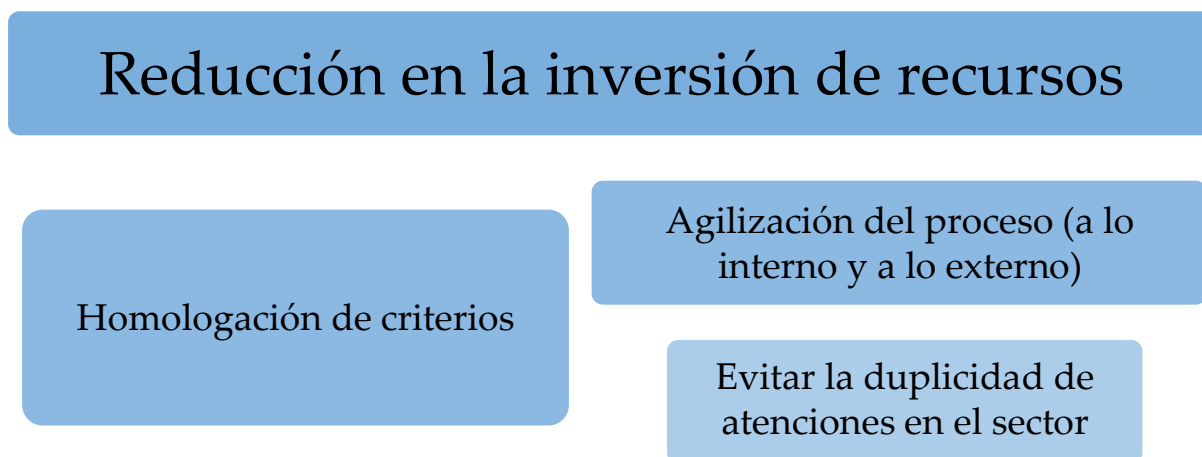 Reducción en la inversión de recursos
Homologación de criterios
Agilización del proceso (a lo
interno y a lo externo)
Evitar la duplicidad de
atenciones en el sector